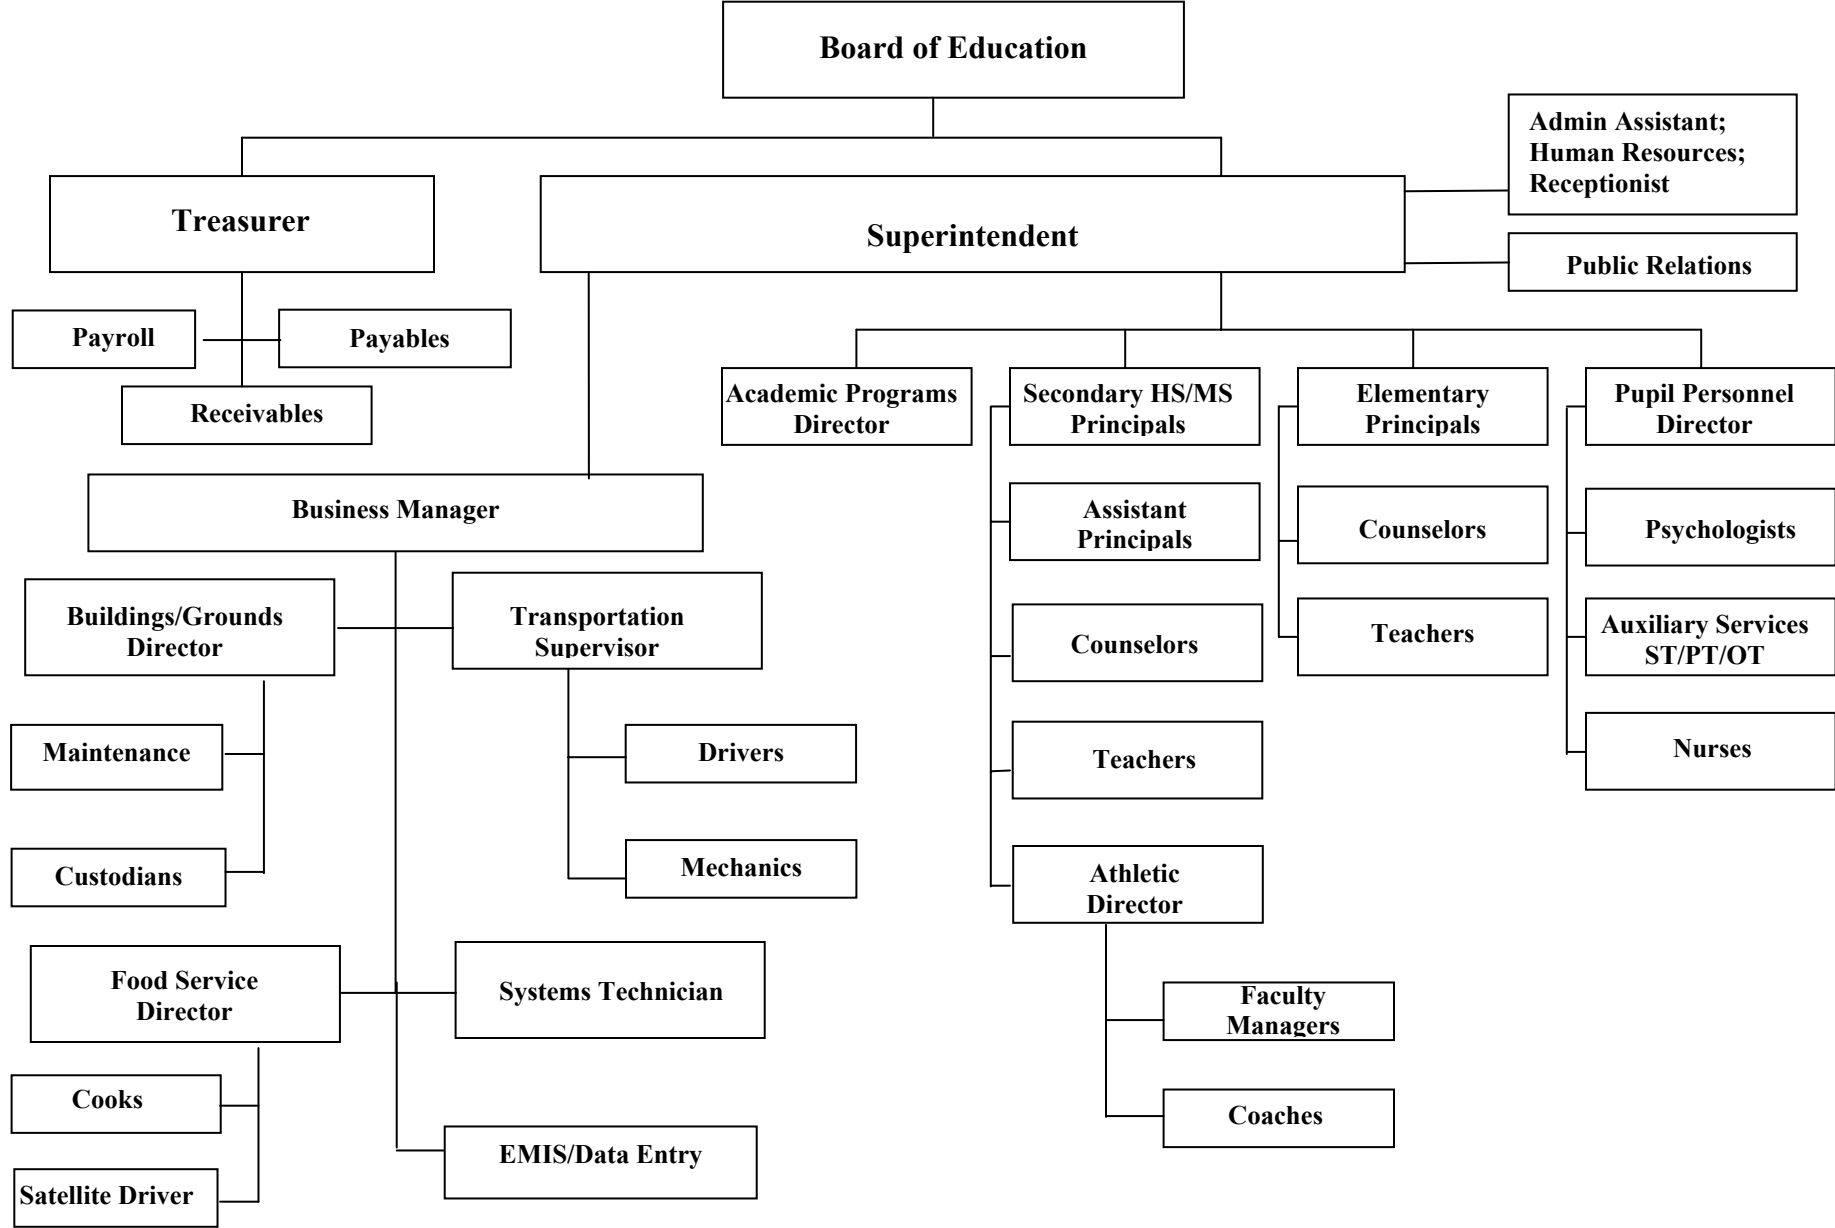 Board of Education
Admin Assistant;
Human Resources;
Receptionist
Treasurer
Superintendent
Public Relations
Payroll
Payables
Receivables
Academic Programs
Director
Secondary HS/MS
Principals
Elementary
Principals
Pupil Personnel
Director
Business Manager
Assistant
Principals
Counselors
Psychologists
Buildings/Grounds
Director
Transportation
Supervisor
Counselors
Teachers
Auxiliary Services
ST/PT/OT
Maintenance
Drivers
Teachers
Nurses
Custodians
Mechanics
Athletic
Director
Food Service
Director
Systems Technician
Faculty
Managers
Cooks
Coaches
EMIS/Data Entry
Satellite Driver